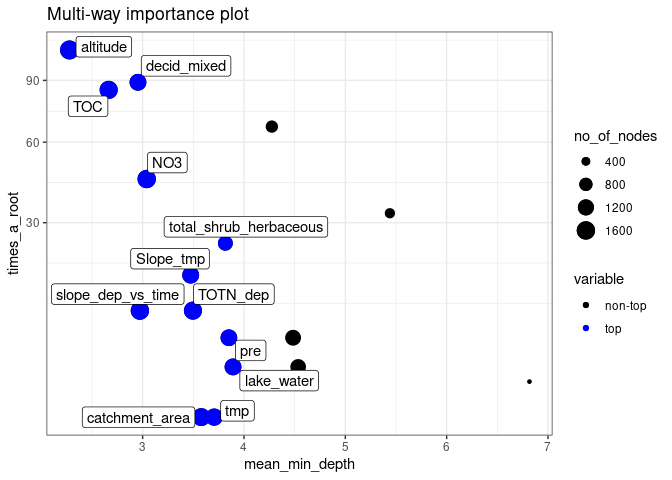 Multi-way importance plot
altitude
decid_mixed
TOC
NO3
total_shrub_herbaceous
Slope_tmp
slope_dep_vs_time
TOTN_dep
pre
lake_water
catchment_area
tmp
90
60
30
times_a_root
3
4
5
6
7
mean_min_depth
no_of_nodes
400
800
1200
1600
variable
non-top
top